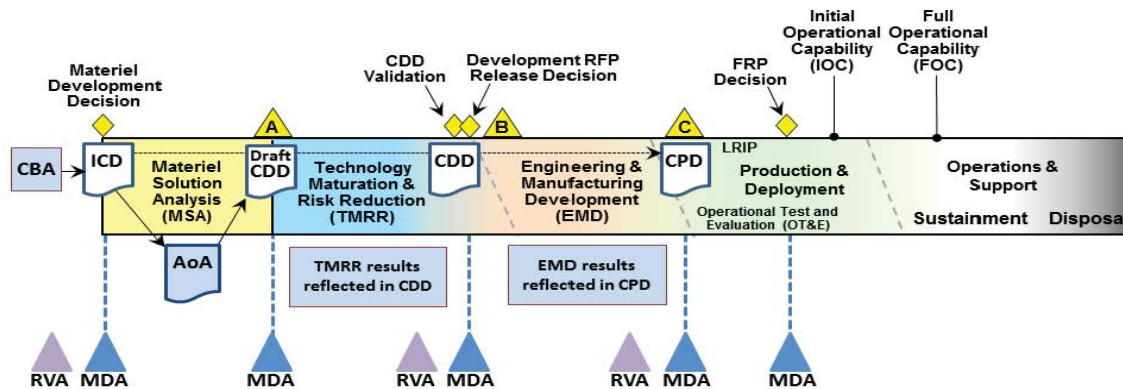 Initial
Operational
Capability
(IOC)
Full
Operational
Capability
(FOC)
Materiel
Development
Decision
CDD
Validation
Development RFP
Release Decision
FRP
Decision
A
B
C
CBA
ICD
Materiel
Solution
Analysis
(MSA)
Draft
CDD
Technology
Maturation &
Risk Reduction
(TMRR)
CDD
Engineering &
Manufacturing
Development
(EMD)
CPD
LRIP
Production &
Deployment
Operational Test and
Evaluation (OT&E)
Operations &
Support
Sustainment
Disposa
AoA
TMRR results
reflected in CDD
EMD results
reflected in CPD
RVA
MDA
MDA
RVA
MDA
RVA
MDA
MDA